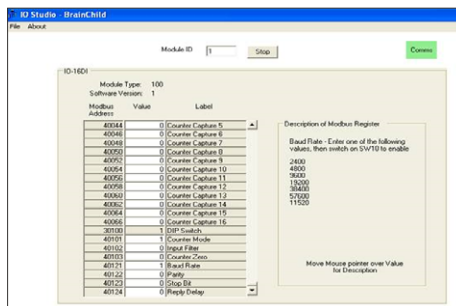 IO Studio - BrainChild
File About
Module ID 1 Stop Comms
IO-16DI
Module Type: 100
Software Version: 1
Modbus Address Value Label
40044 0 Counter Capture 5
40046 0 Counter Capture 6
40048 0 Counter Capture 7
40050 0 Counter Capture 8
40052 0 Counter Capture 9
40054 0 Counter Capture 10
40056 0 Counter Capture 11
40058 0 Counter Capture 12
40060 0 Counter Capture 13
40062 0 Counter Capture 14
40064 0 Counter Capture 15
40066 0 Counter Capture 16
30100 1 DIP Switch
40101 1 Counter Mode
40102 0 Input Filter
40103 0 Counter Zero
40121 1 Baud Rate
40122 0 Parity
40123 0 Stop Bit
40124 0 Reply Delay
Description of Modbus Register
Baud Rate - Enter one of the following
values, then switch on SW10 to enable
2400
4800
9600
19200
38400
57600
11520
Move Mouse pointer over Value
for Description